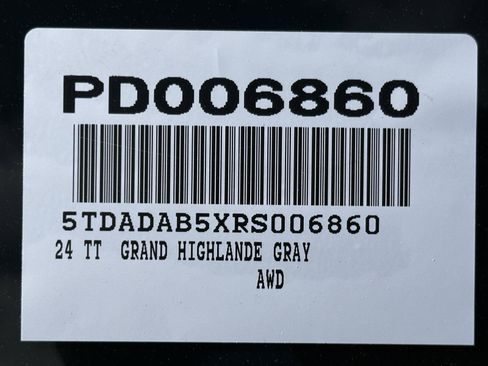 PD006860
5TDADAB5XRS006860
24 TT GRAND HIGHLANDE GRAY
AWD